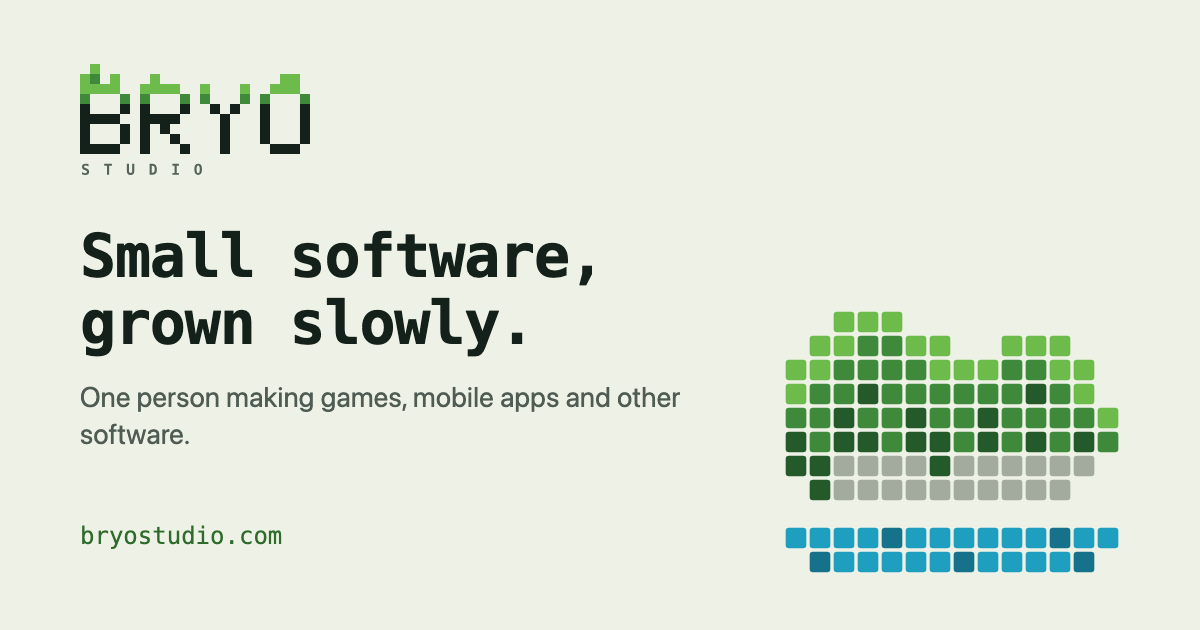 BRYO
STUDIO
Small software,
grown slowly.
One person making games, mobile apps and other
software.
bryostudio.com